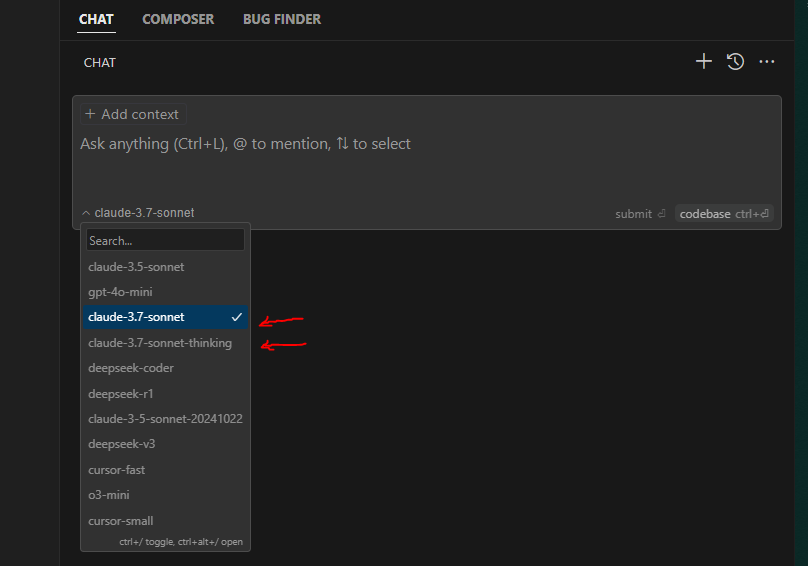 CHAT COMPOSER BUG FINDER
CHAT
+ Add context
Ask anything (Ctrl+L), @ to mention, ⇅ to select
claude-3.7-sonnet submit ⏎ codebase ctrl+⏎
Search...
claude-3.5-sonnet
gpt-4o-mini
claude-3.7-sonnet
claude-3.7-sonnet-thinking
deepseek-coder
deepseek-r1
claude-3-5-sonnet-20241022
deepseek-v3
cursor-fast
o3-mini
cursor-small
ctrl+/ toggle, ctrl+alt+/ open